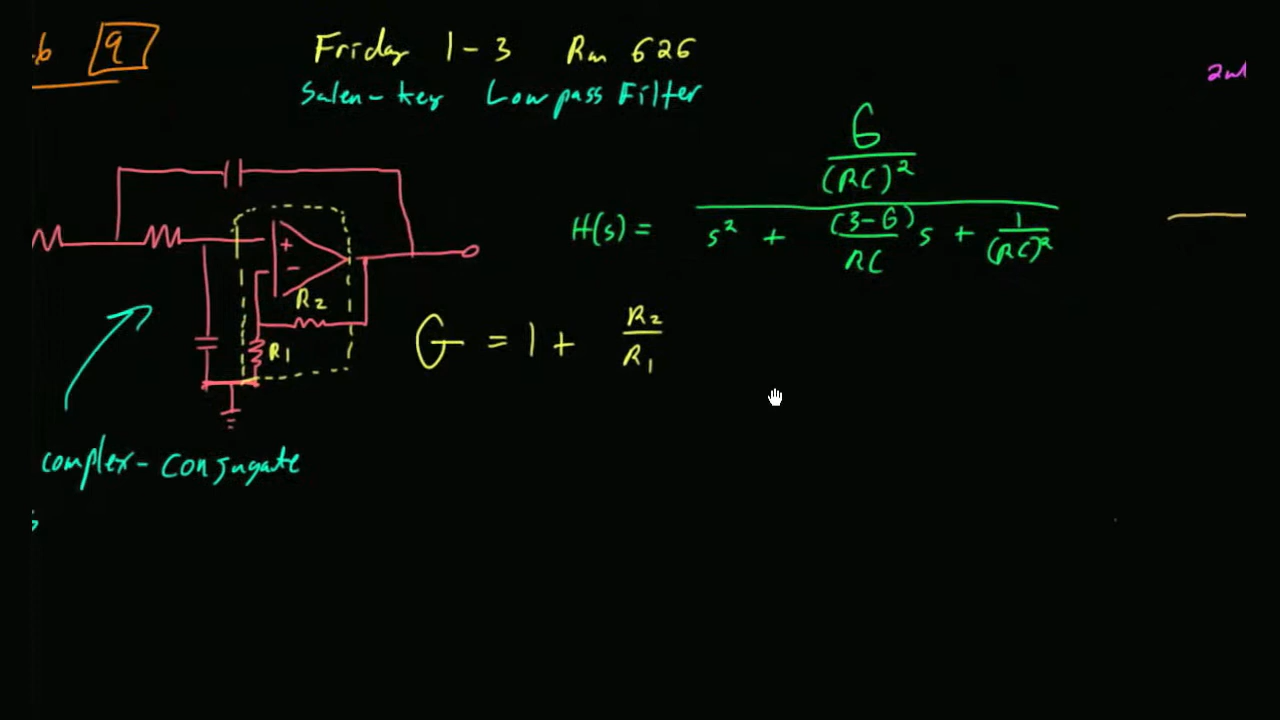 b 9
Friday 1-3 Rm 626
Salen-key Lowpass Filter
H(s) = G/(RC)² / s² + (3-G)/RC s + 1/(RC)²
+
-
R2
R1
G = 1 + R2/R1
complex-conjugate
s